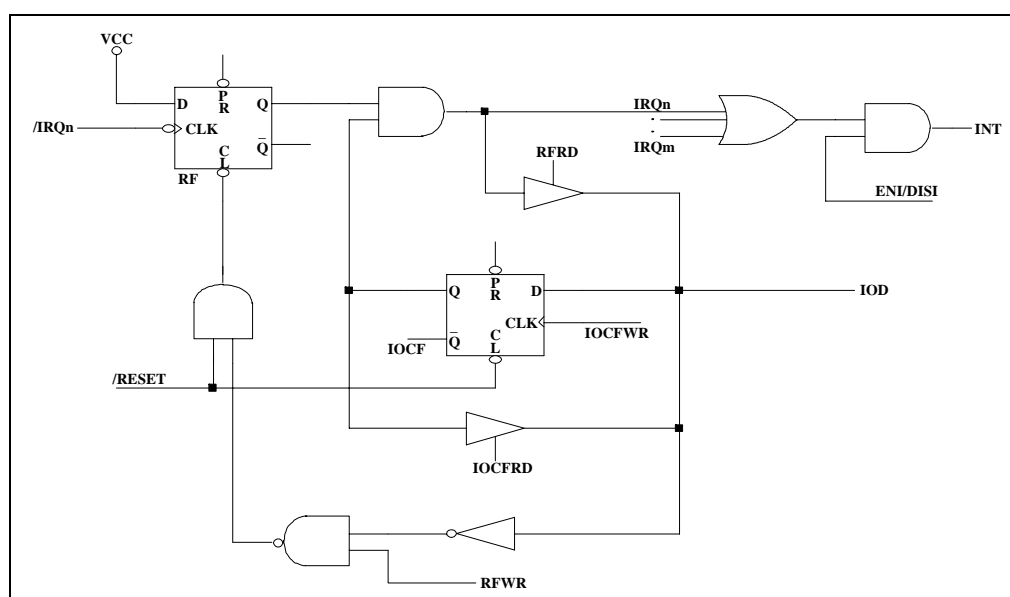 VCC
D
P
R
Q
/IRQn
CLK
C
L
Q
RF
IRQn
.
.
IRQm
INT
RFRD
ENI/DISI
Q
P
R
D
IOD
CLK
C
L
Q
IOCF
IOCFWR
/RESET
IOCFRD
RFWR